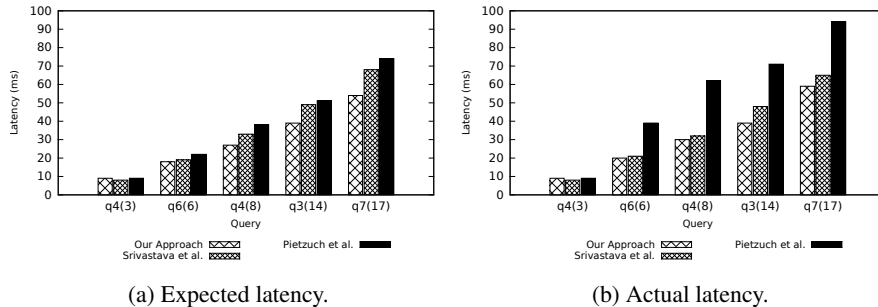 100
90
80
70
60
50
40
30
20
10
0
Latency (ms)
q4(3) q6(6) q4(8) q3(14) q7(17)
Query
Our Approach
Srivastava et al.
Pietzuch et al.
(a) Expected latency.
100
90
80
70
60
50
40
30
20
10
0
Latency (ms)
q4(3) q6(6) q4(8) q3(14) q7(17)
Query
Our Approach
Srivastava et al.
Pietzuch et al.
(b) Actual latency.